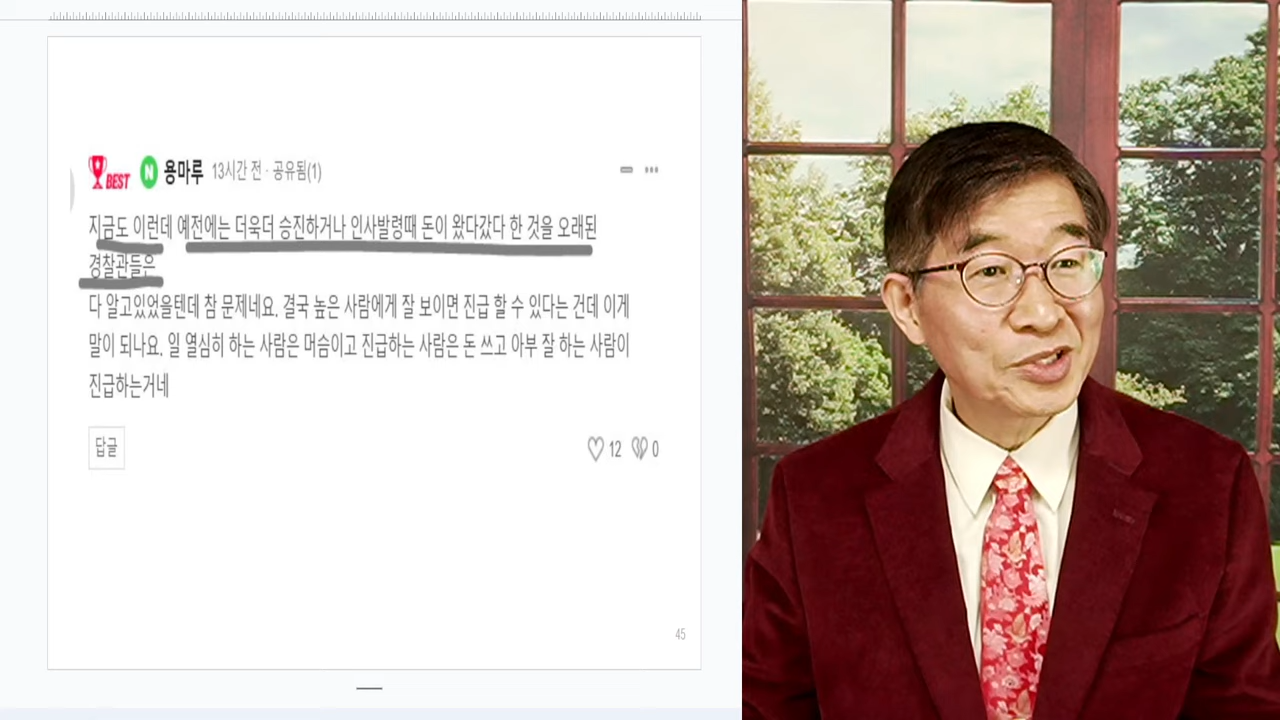 BEST N 용마루 13시간 전 · 공유됨(1)
지금도 이런데 예전에는 더욱더 승진하거나 인사발령때 돈이 왔다갔다 한 것을 오래된
경찰관들은
다 알고있었을텐데 참 문제네요. 결국 높은 사람에게 잘 보이면 진급 할 수 있다는 건데 이게
말이 되나요. 일 열심히 하는 사람은 머슴이고 진급하는 사람은 돈 쓰고 아부 잘 하는 사람이
진급하는거네
답글
12 0
45